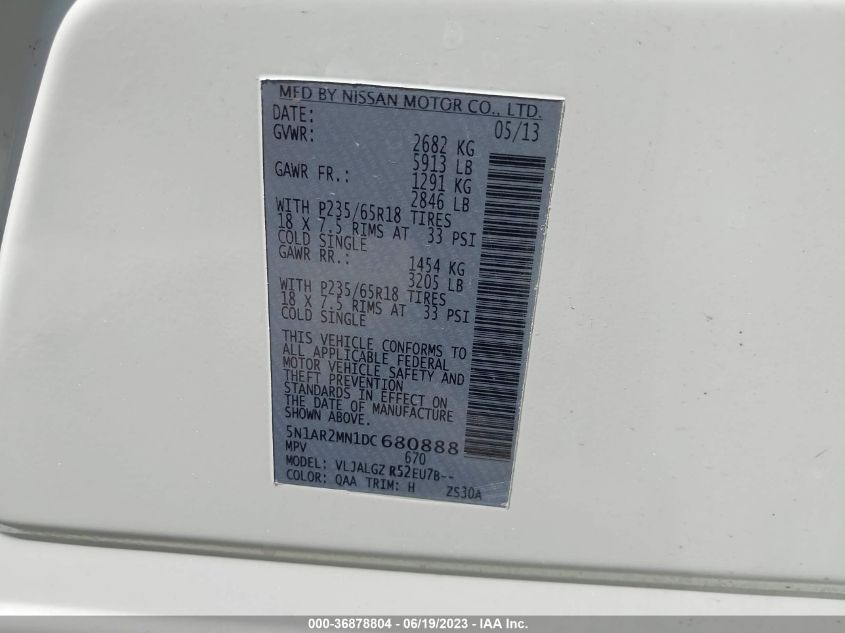 MFD BY NISSAN MOTOR CO., LTD.
DATE: 05/13
GVWR: 2682 KG
5913 LB
GAWR FR.: 1291 KG
2846 LB
WITH P235/65R18 TIRES
18 X 7.5 RIMS AT 33 PSI
COLD SINGLE
GAWR RR.: 1454 KG
3205 LB
WITH P235/65R18 TIRES
18 X 7.5 RIMS AT 33 PSI
COLD SINGLE
THIS VEHICLE CONFORMS TO
ALL APPLICABLE FEDERAL
MOTOR VEHICLE SAFETY AND
THEFT PREVENTION
STANDARDS IN EFFECT ON
THE DATE OF MANUFACTURE
SHOWN ABOVE.
5N1AR2MN1DC680888
MPV 670
MODEL: VLJALGZ R52EU7B--
COLOR: QAA TRIM: H ZS30A
000-36878804 - 06/19/2023 - IAA Inc.